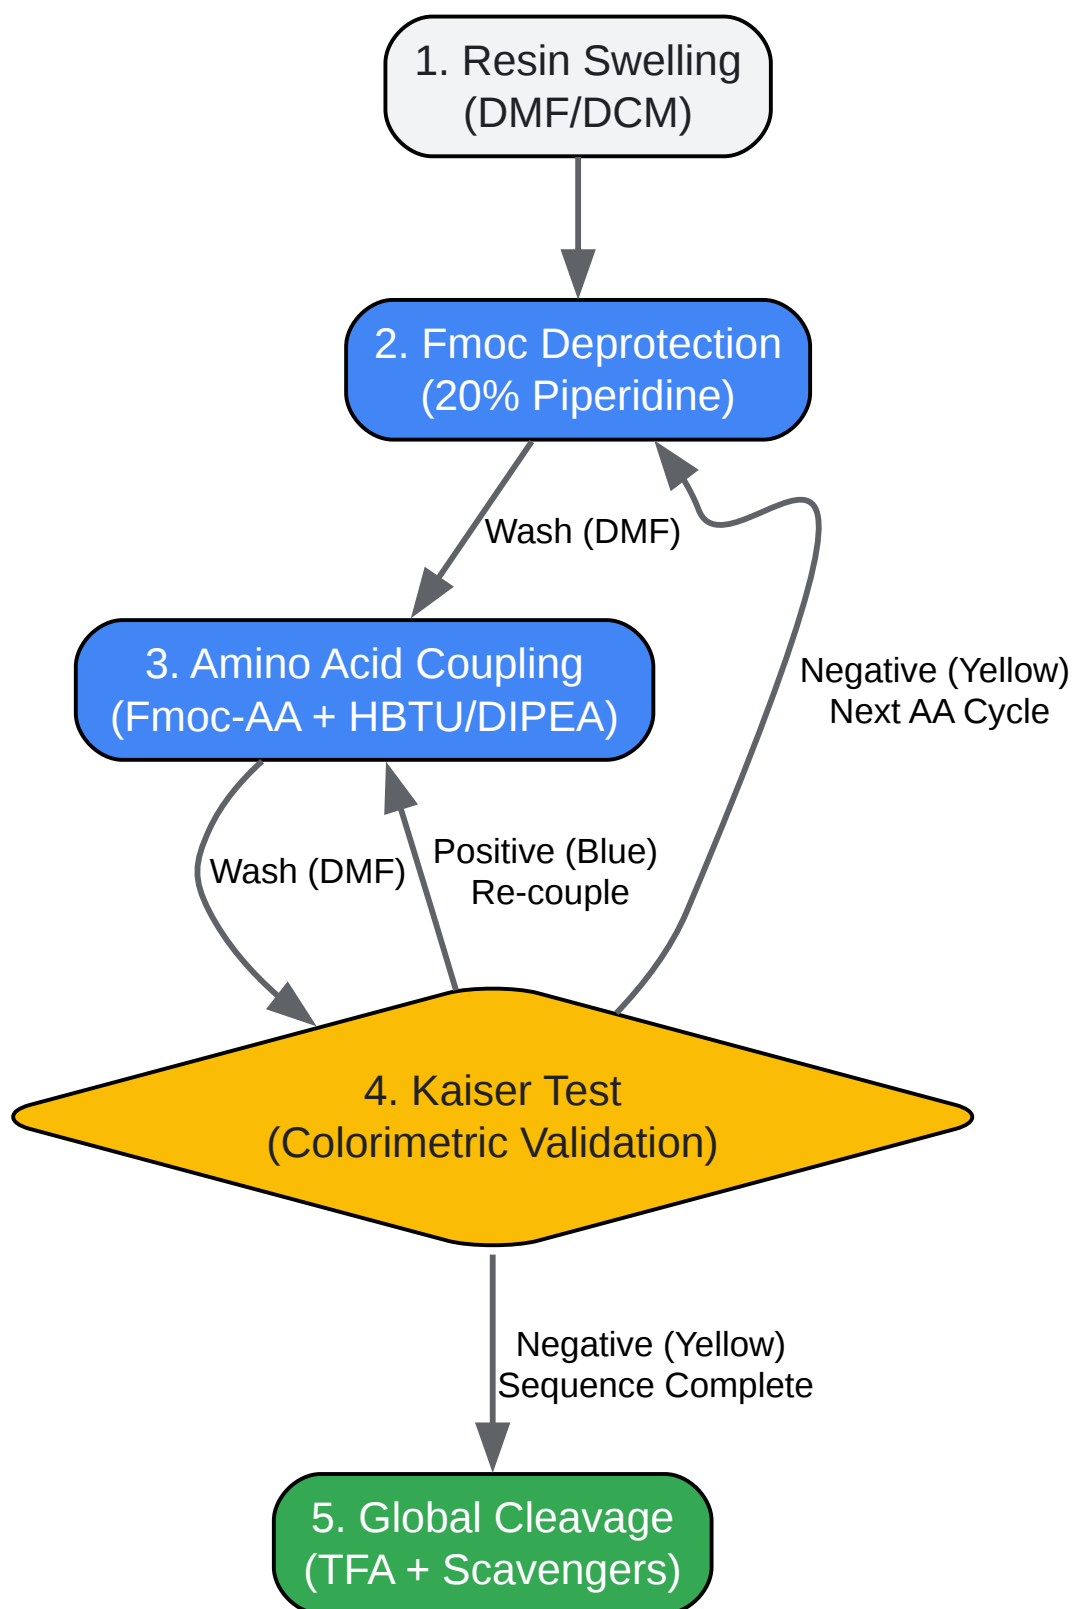 1. Resin Swelling
(DMF/DCM)
2. Fmoc Deprotection
(20% Piperidine)
Wash (DMF)
3. Amino Acid Coupling
(Fmoc-AA + HBTU/DIPEA)
Negative (Yellow)
Next AA Cycle
Wash (DMF)
Positive (Blue)
Re-couple
4. Kaiser Test
(Colorimetric Validation)
Negative (Yellow)
Sequence Complete
5. Global Cleavage
(TFA + Scavengers)